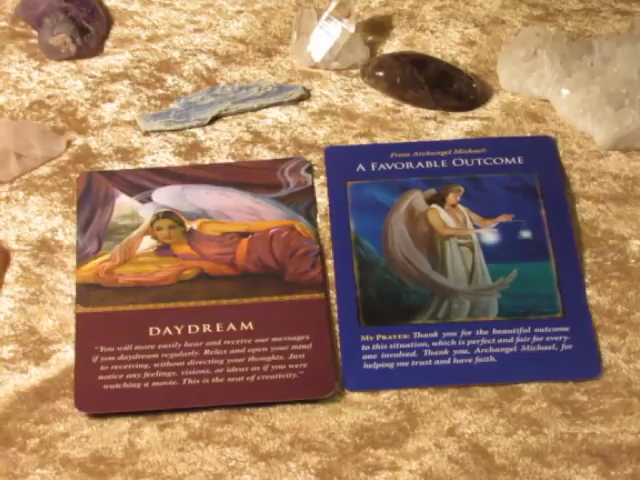 DAYDREAM
"You will more easily hear and receive our messages
if you daydream regularly. Relax and open your mind
to receiving, without directing your thoughts. Just
notice any feelings, visions, or ideas as if you were
watching a movie. This is the seat of creativity."
From Archangel Michael:
A FAVORABLE OUTCOME
MY PRAYER: Thank you for the beautiful outcome
to this situation, which is perfect and fair for every-
one involved. Thank you, Archangel Michael, for
helping me trust and have faith.